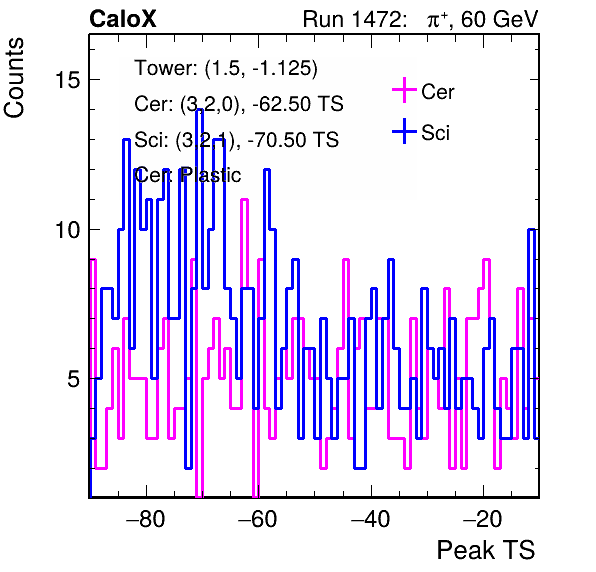 CaloX Run 1472: π+, 60 GeV
Counts
Tower: (1.5, -1.125)
Cer: (3,2,0), -62.50 TS
Sci: (3,2,1), -70.50 TS
Cer: Plastic
Cer
Sci
15
10
5
−80 −60 −40 −20
Peak TS